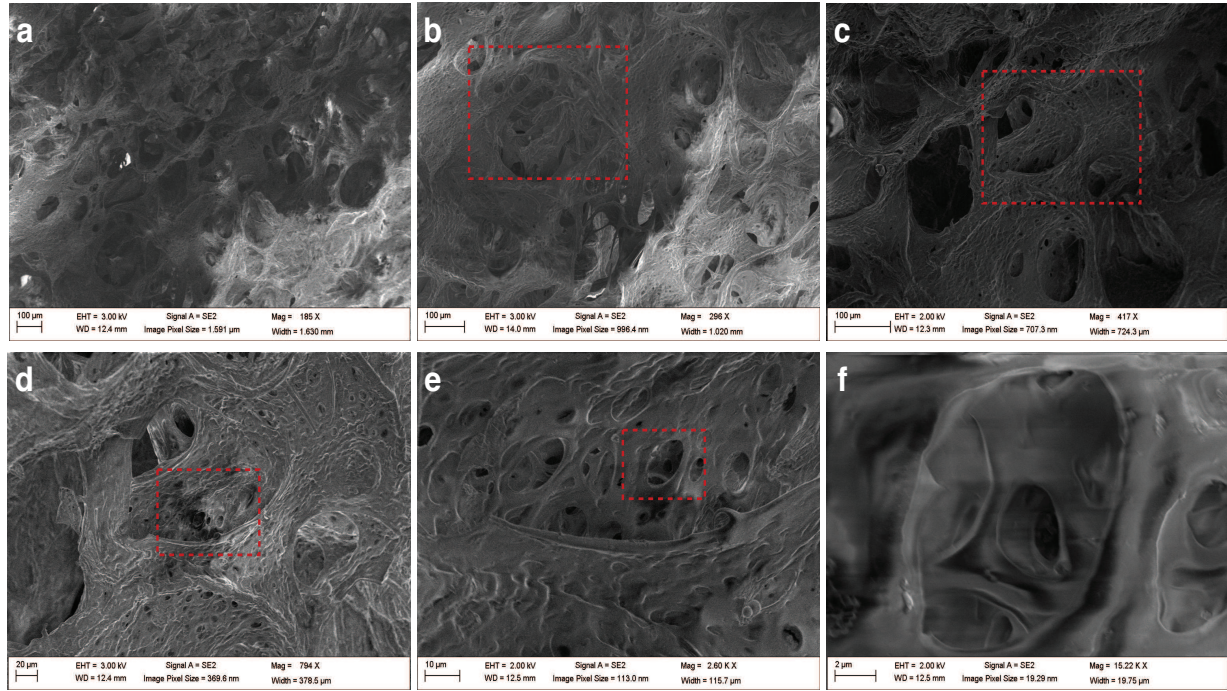 a
100 µm
EHT = 3.00 kV Signal A = SE2 Mag = 185 X
WD = 12.4 mm Image Pixel Size = 1.591 µm Width = 1.630 mm
b
100 µm
EHT = 3.00 kV Signal A = SE2 Mag = 296 X
WD = 14.0 mm Image Pixel Size = 996.4 nm Width = 1.020 mm
c
100 µm
EHT = 2.00 kV Signal A = SE2 Mag = 417 X
WD = 12.3 mm Image Pixel Size = 707.3 nm Width = 724.3 µm
d
20 µm
EHT = 3.00 kV Signal A = SE2 Mag = 794 X
WD = 12.4 mm Image Pixel Size = 369.6 nm Width = 378.5 µm
e
10 µm
EHT = 2.00 kV Signal A = SE2 Mag = 2.60 K X
WD = 12.5 mm Image Pixel Size = 113.0 nm Width = 115.7 µm
f
2 µm
EHT = 2.00 kV Signal A = SE2 Mag = 15.22 K X
WD = 12.5 mm Image Pixel Size = 19.29 nm Width = 19.75 µm